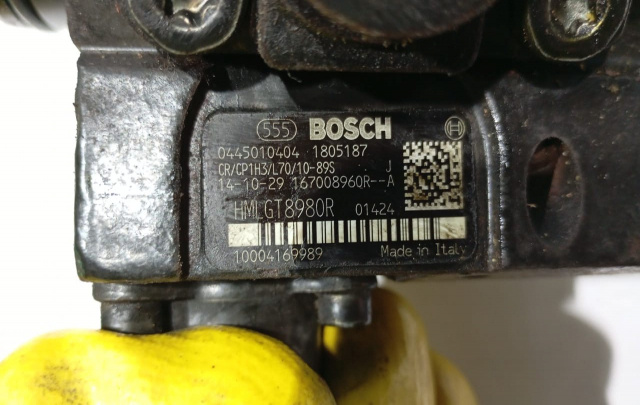 555 BOSCH
0445010404 1805187
CR/CP1H3/L70/10-89S J
14-10-29 167008960R--A
HMLGT8980R 01424
10004169989 Made in Italy